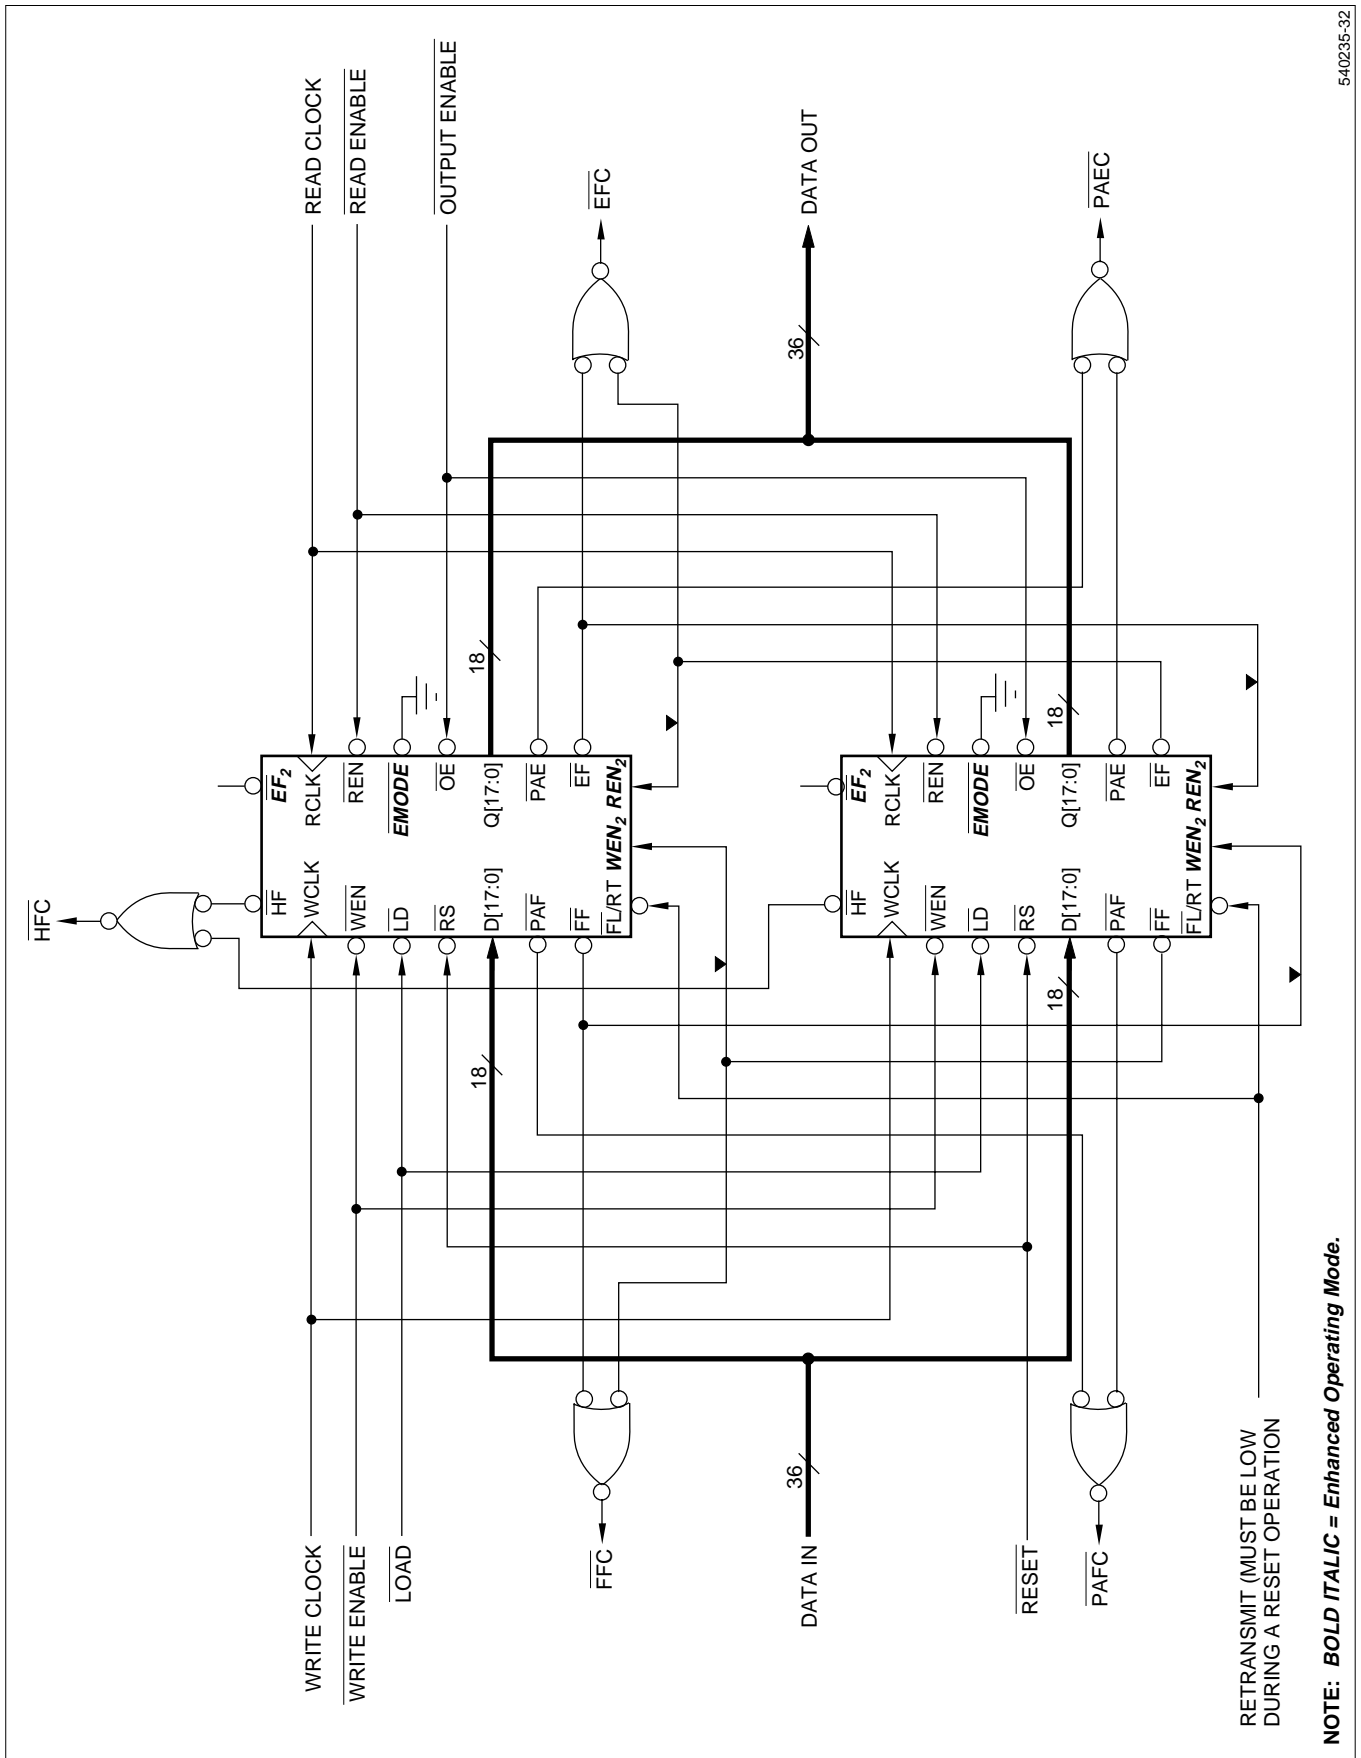 540235-32
READ CLOCK
READ ENABLE
OUTPUT ENABLE
EFC
DATA OUT
PAEC
36
18
18
HFC
EF2
RCLK
REN
EMODE
OE
Q[17:0]
PAE
EF
HF
WCLK
WEN
LD
RS
D[17:0]
PAF
FF
FL/RT WEN2 REN2
EF2
RCLK
REN
EMODE
OE
Q[17:0]
PAE
EF
HF
WCLK
WEN
LD
RS
D[17:0]
PAF
FF
FL/RT WEN2 REN2
18
18
36
WRITE CLOCK
WRITE ENABLE
LOAD
FFC
DATA IN
RESET
PAFC
RETRANSMIT (MUST BE LOW
DURING A RESET OPERATION
NOTE: BOLD ITALIC = Enhanced Operating Mode.